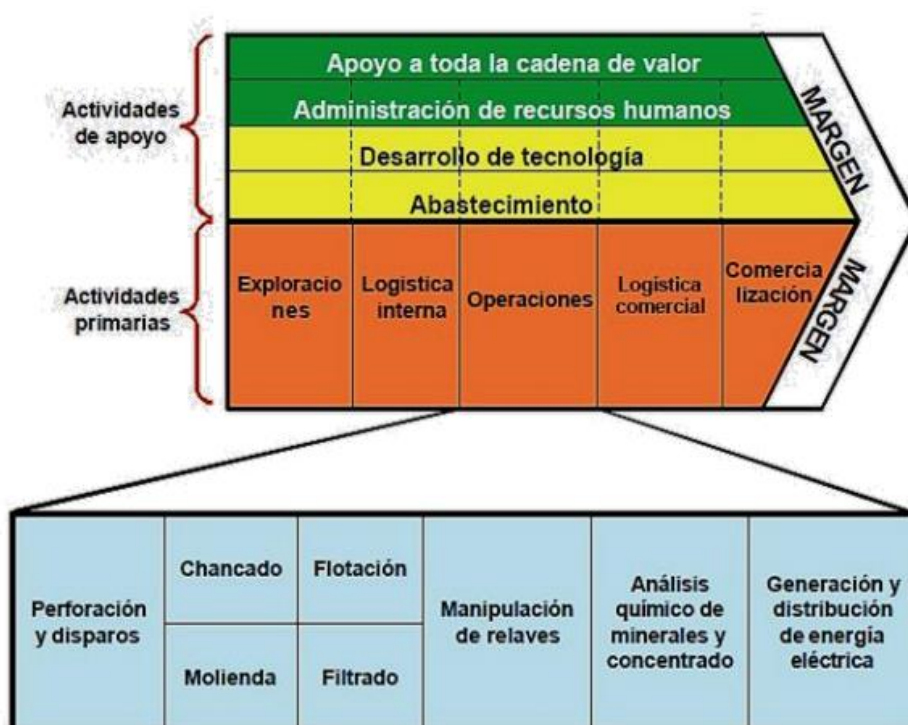 Apoyo a toda la cadena de valor
Actividades
de apoyo
Administración de recursos humanos
Desarrollo de tecnología
Abastecimiento
MARGEN
Actividades
primarias
Exploracio
nes
Logística
interna
Operaciones
Logística
comercial
Comercia
lización
MARGEN
Perforación
y disparos
Chancado
Flotación
Molienda
Filtrado
Manipulación
de relaves
Análisis
químico de
minerales y
concentrado
Generación y
distribución
de energía
eléctrica